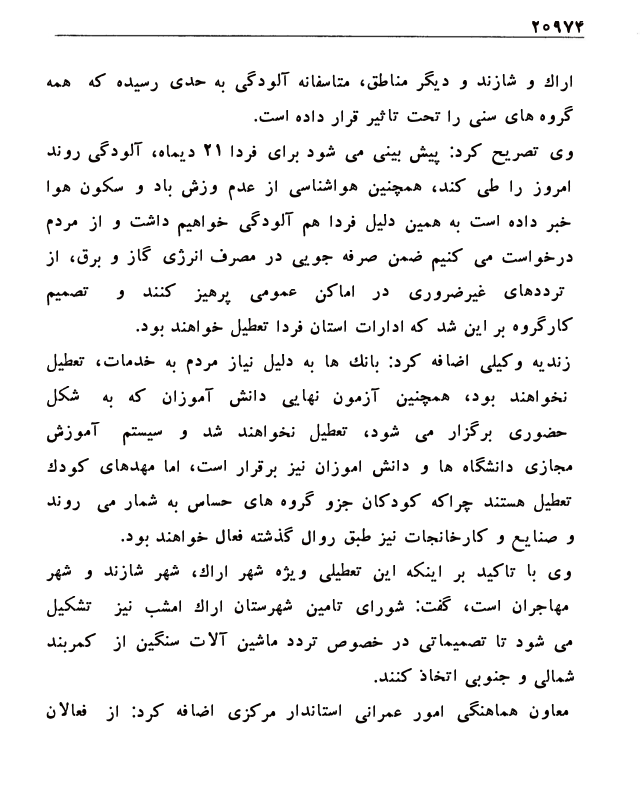 ۲۰۹۷۴
اراك و شازند و دیگر مناطق، متاسفانه آلودگی به حدی رسیده که همه
گروه های سنی را تحت تاثیر قرار داده است.
وی تصریح کرد: پیش بینی می شود برای فردا ۲۱ دیماه، آلودگی روند
امروز را طی کند، همچنین هواشناسی از عدم وزش باد و سکون هوا
خبر داده است به همین دلیل فردا هم آلودگی خواهیم داشت و از مردم
درخواست می کنیم ضمن صرفه جویی در مصرف انرژی گاز و برق، از
ترددهای غیرضروری در اماکن عمومی پرهیز کنند و تصمیم
کارگروه بر این شد که ادارات استان فردا تعطیل خواهند بود.
زندیه وکیلی اضافه کرد: بانك ها به دلیل نیاز مردم به خدمات، تعطیل
نخواهند بود، همچنین آزمون نهایی دانش آموزان که به شکل
حضوری برگزار می شود، تعطیل نخواهند شد و سیستم آموزش
مجازی دانشگاه ها و دانش اموزان نیز برقرار است، اما مهدهای کودك
تعطیل هستند چراکه کودکان جزو گروه های حساس به شمار می روند
و صنایع و کارخانجات نیز طبق روال گذشته فعال خواهند بود.
وی با تاکید بر اینکه این تعطیلی ویژه شهر اراك، شهر شازند و شهر
مهاجران است، گفت: شورای تامین شهرستان اراك امشب نیز تشکیل
می شود تا تصمیماتی در خصوص تردد ماشین آلات سنگین از کمربند
شمالی و جنوبی اتخاذ کنند.
معاون هماهنگی امور عمرانی استاندار مرکزی اضافه کرد: از فعالان